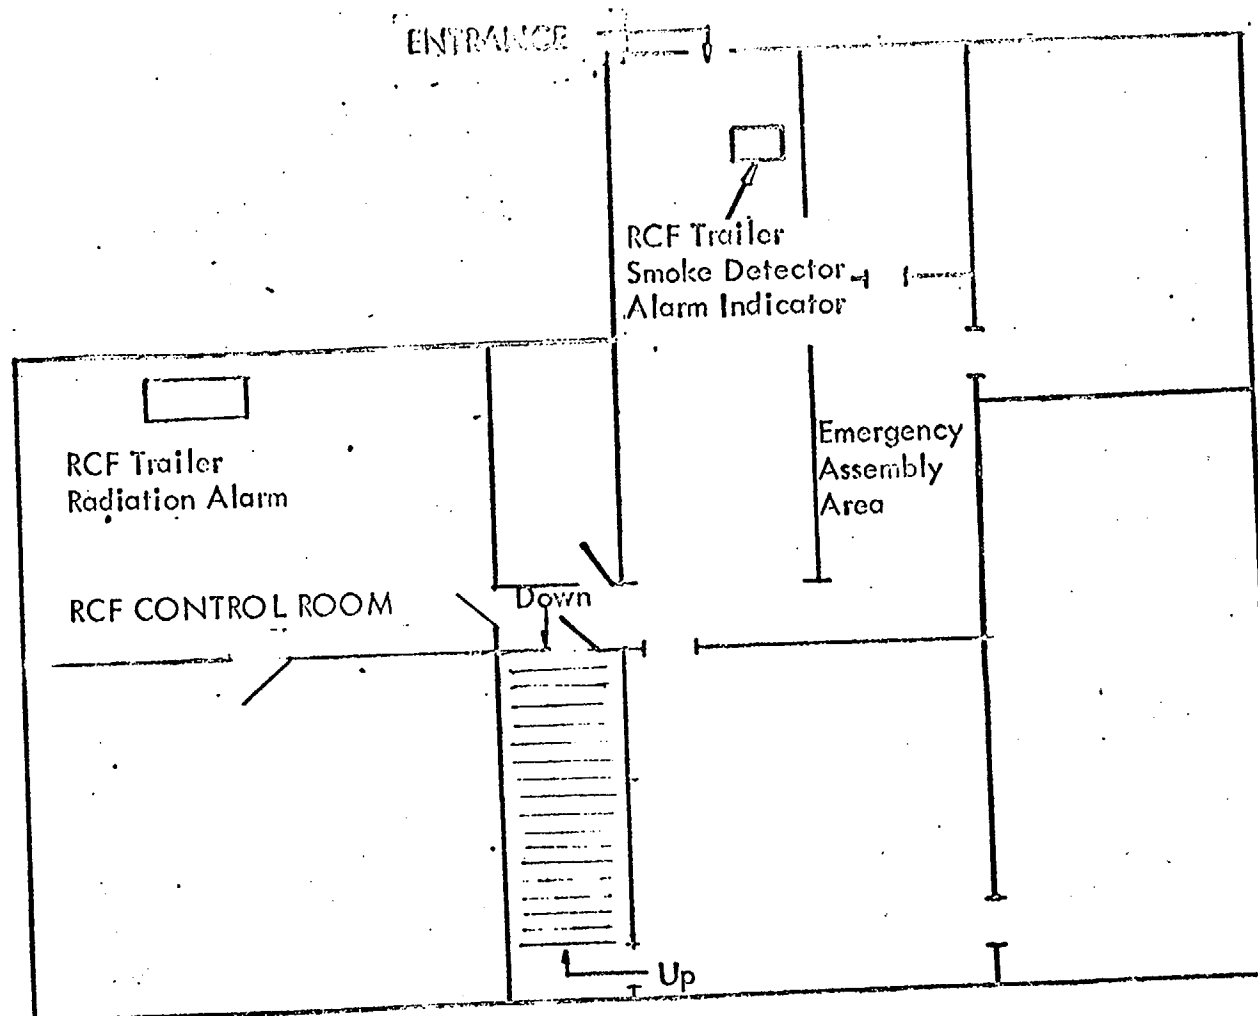 ENTRANCE
RCF Trailer
Smoke Detector
Alarm Indicator
RCF Trailer
Radiation Alarm
Emergency
Assembly
Area
RCF CONTROL ROOM
Down
Up